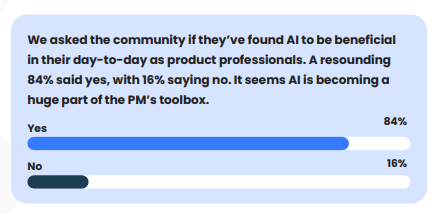 We asked the community if they’ve found AI to be beneficial
in their day-to-day as product professionals. A resounding
84% said yes, with 16% saying no. It seems AI is becoming a
huge part of the PM’s toolbox.
Yes 84%
No 16%